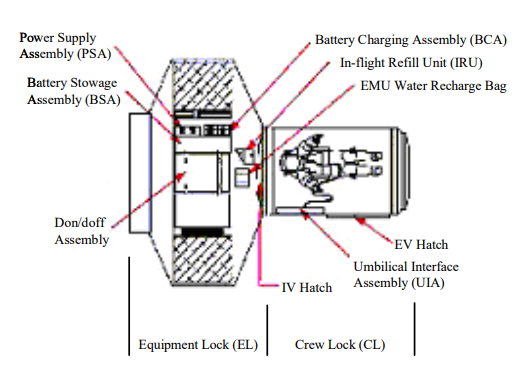 Power Supply
Assembly (PSA)
Battery Stowage
Assembly (BSA)
Battery Charging Assembly (BCA)
In-flight Refill Unit (IRU)
EMU Water Recharge Bag
Don/doff
Assembly
EV Hatch
Umbilical Interface
Assembly (UIA)
IV Hatch
Equipment Lock (EL)
Crew Lock (CL)